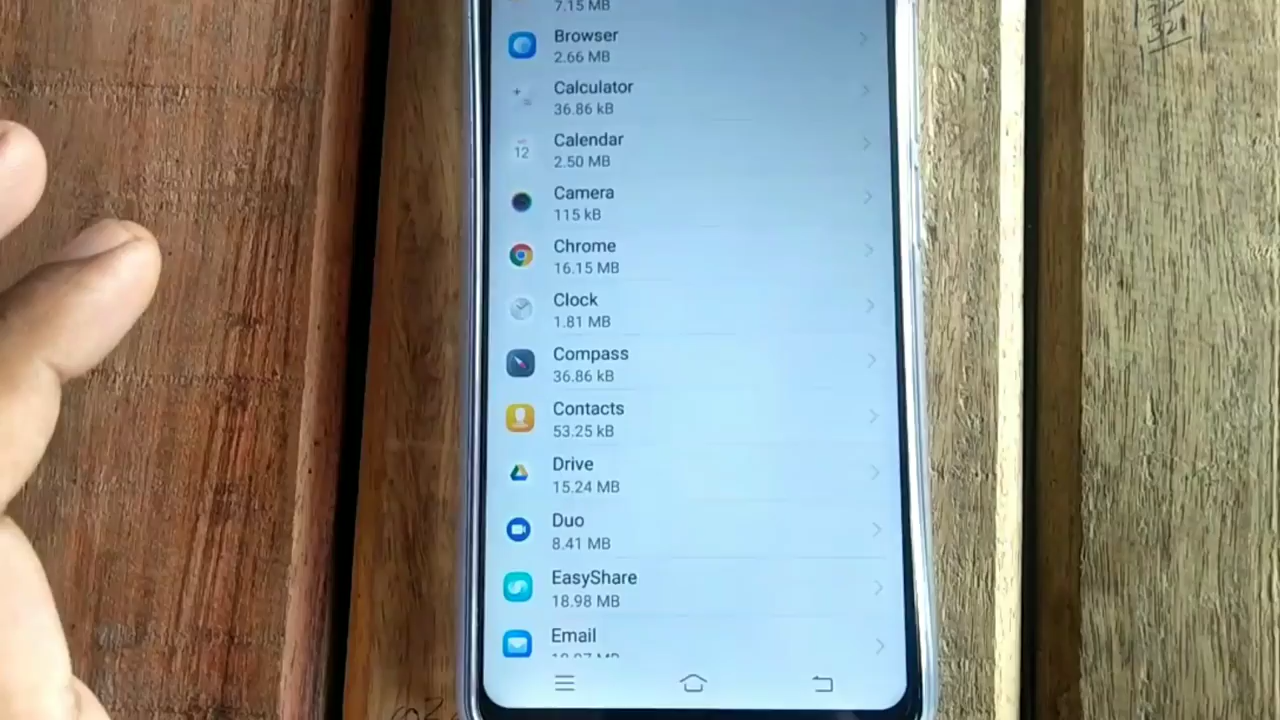 7.15 MB
Browser
2.66 MB
Calculator
36.86 kB
Calendar
12
2.50 MB
Camera
115 kB
Chrome
16.15 MB
Clock
1.81 MB
Compass
36.86 kB
Contacts
53.25 kB
Drive
15.24 MB
Duo
8.41 MB
EasyShare
18.98 MB
Email